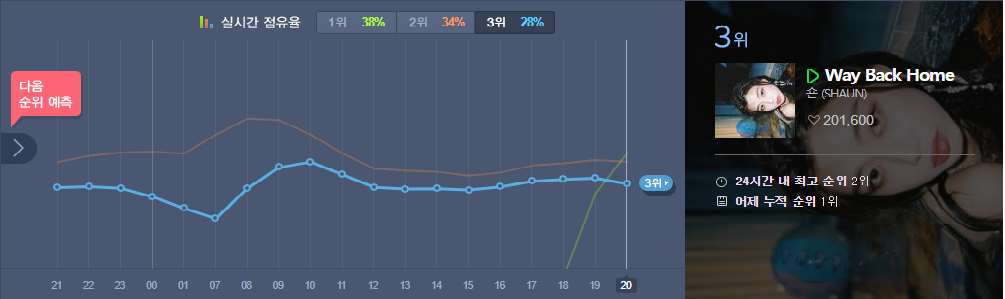 실시간 점유율
1위 38% 2위 34% 3위 28%
다음
순위 예측
3위
21 22 23 00 01 07 08 09 10 11 12 13 14 15 16 17 18 19 20
3위
Way Back Home
숀 (SHAUN)
201,600
24시간 내 최고 순위 2위
어제 누적 순위 1위